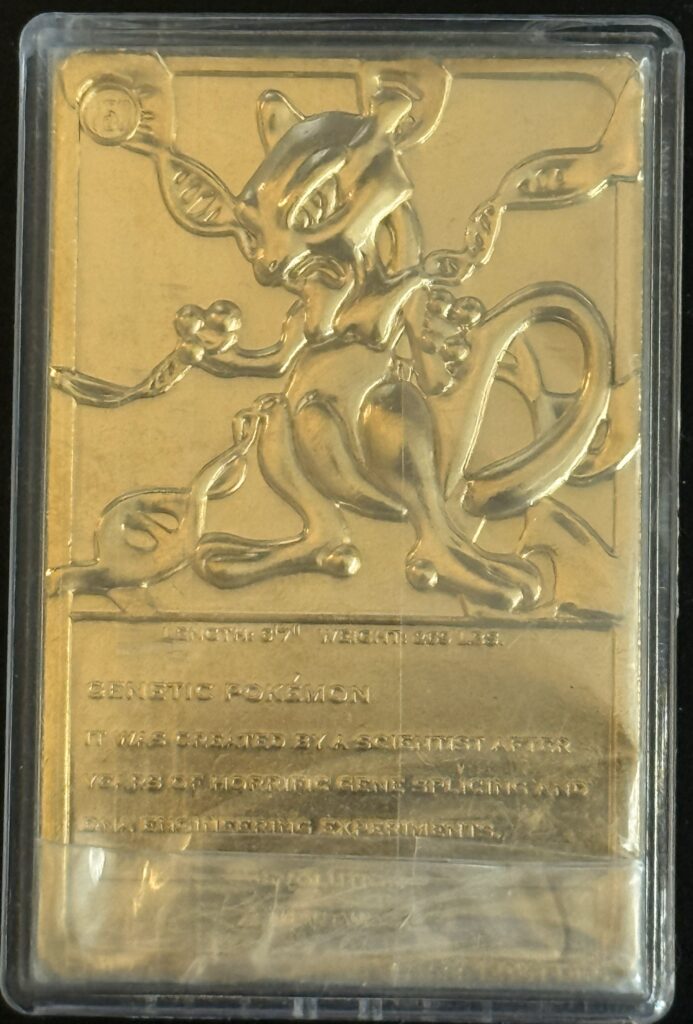 LENGTH: 6'7" WEIGHT: 269 LBS.
GENETIC POKÉMON
IT WAS CREATED BY A SCIENTIST AFTER
YEARS OF HORRIFIC GENE SPLICING AND
DNA ENGINEERING EXPERIMENTS.